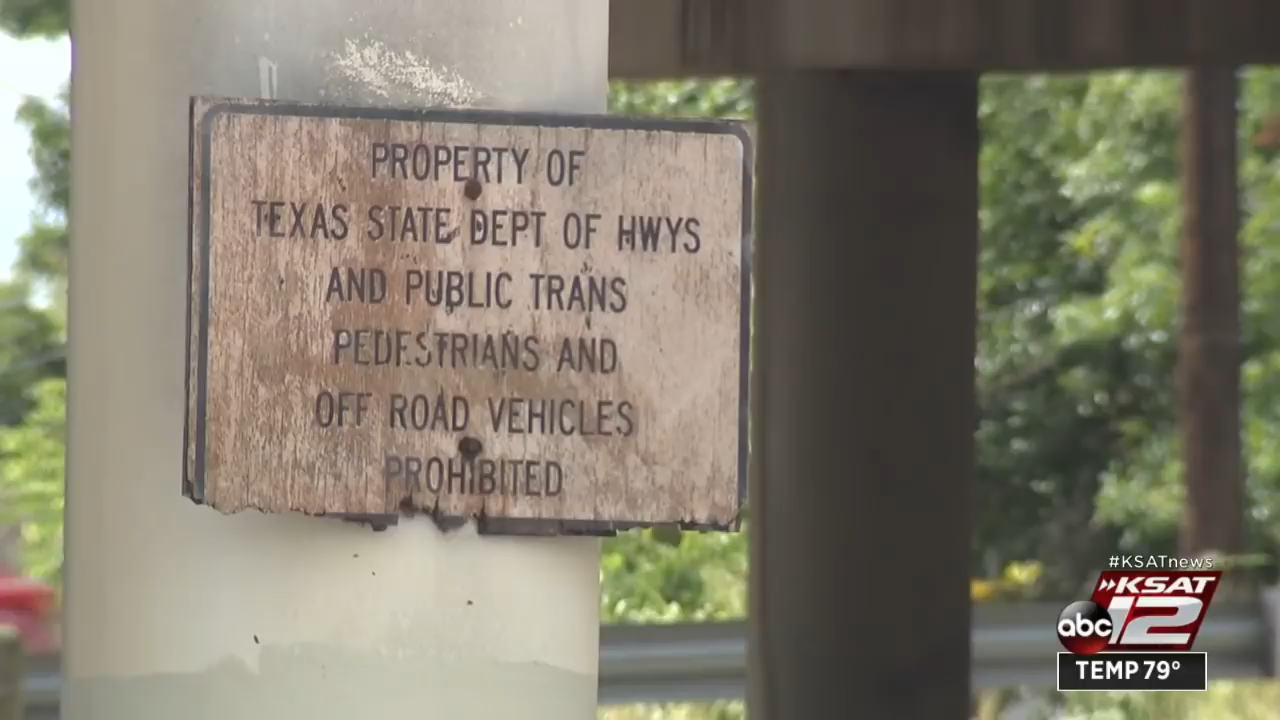 PROPERTY OF
TEXAS STATE DEPT OF HWYS
AND PUBLIC TRANS
PEDESTRIANS AND
OFF ROAD VEHICLES
PROHIBITED
#KSATnews
KSAT
abc 12
TEMP 79°